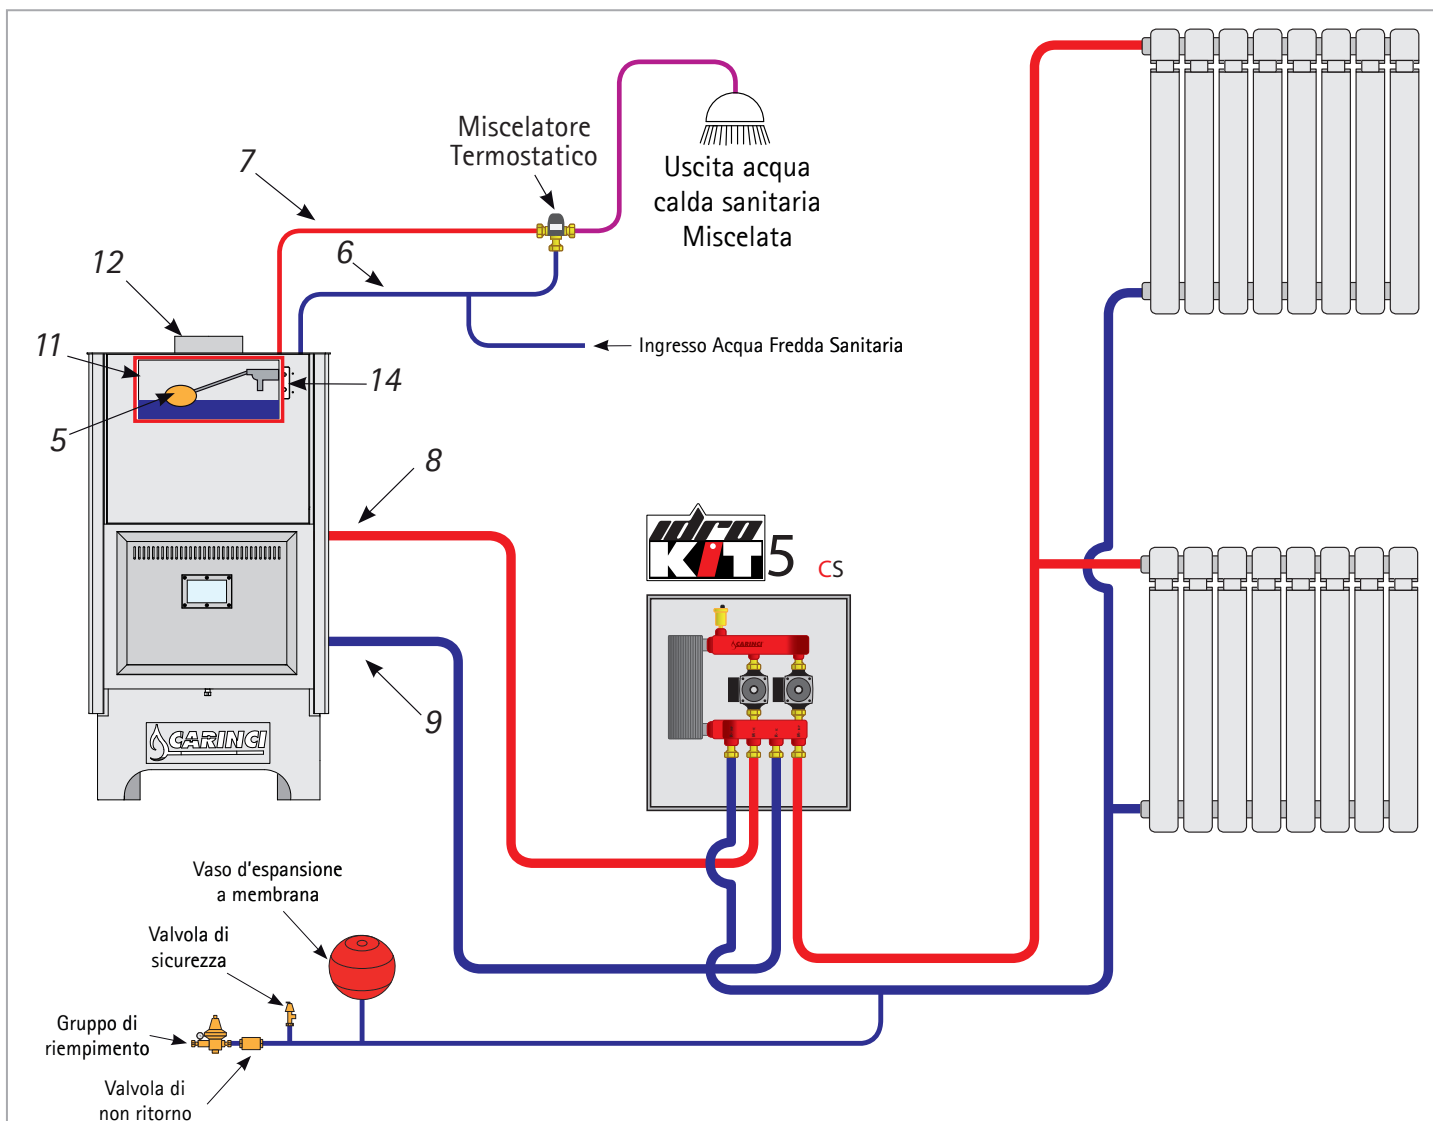 Miscelatore
Termostatico
Uscita acqua
calda sanitaria
Miscelata
7
6
12
Ingresso Acqua Fredda Sanitaria
11
14
5
8
idro
KiT 5 CS
CARINCI
9
CARINCI
Vaso d'espansione
a membrana
Valvola di
sicurezza
Gruppo di
riempimento
Valvola di
non ritorno